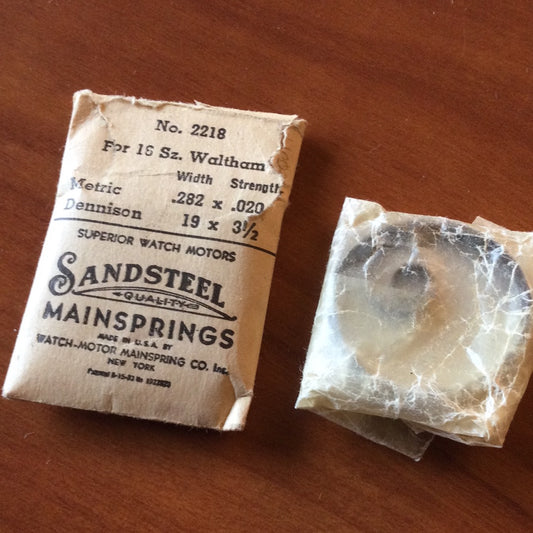 No. 2218
For 16 Sz. Waltham
Width Strength
Metric .282 x .020
Dennison 19 x 3½
SUPERIOR WATCH MOTORS
SANDSTEEL
QUALITY
MAINSPRINGS
MADE IN U.S.A. BY
WATCH-MOTOR MAINSPRING CO. Inc.
NEW YORK